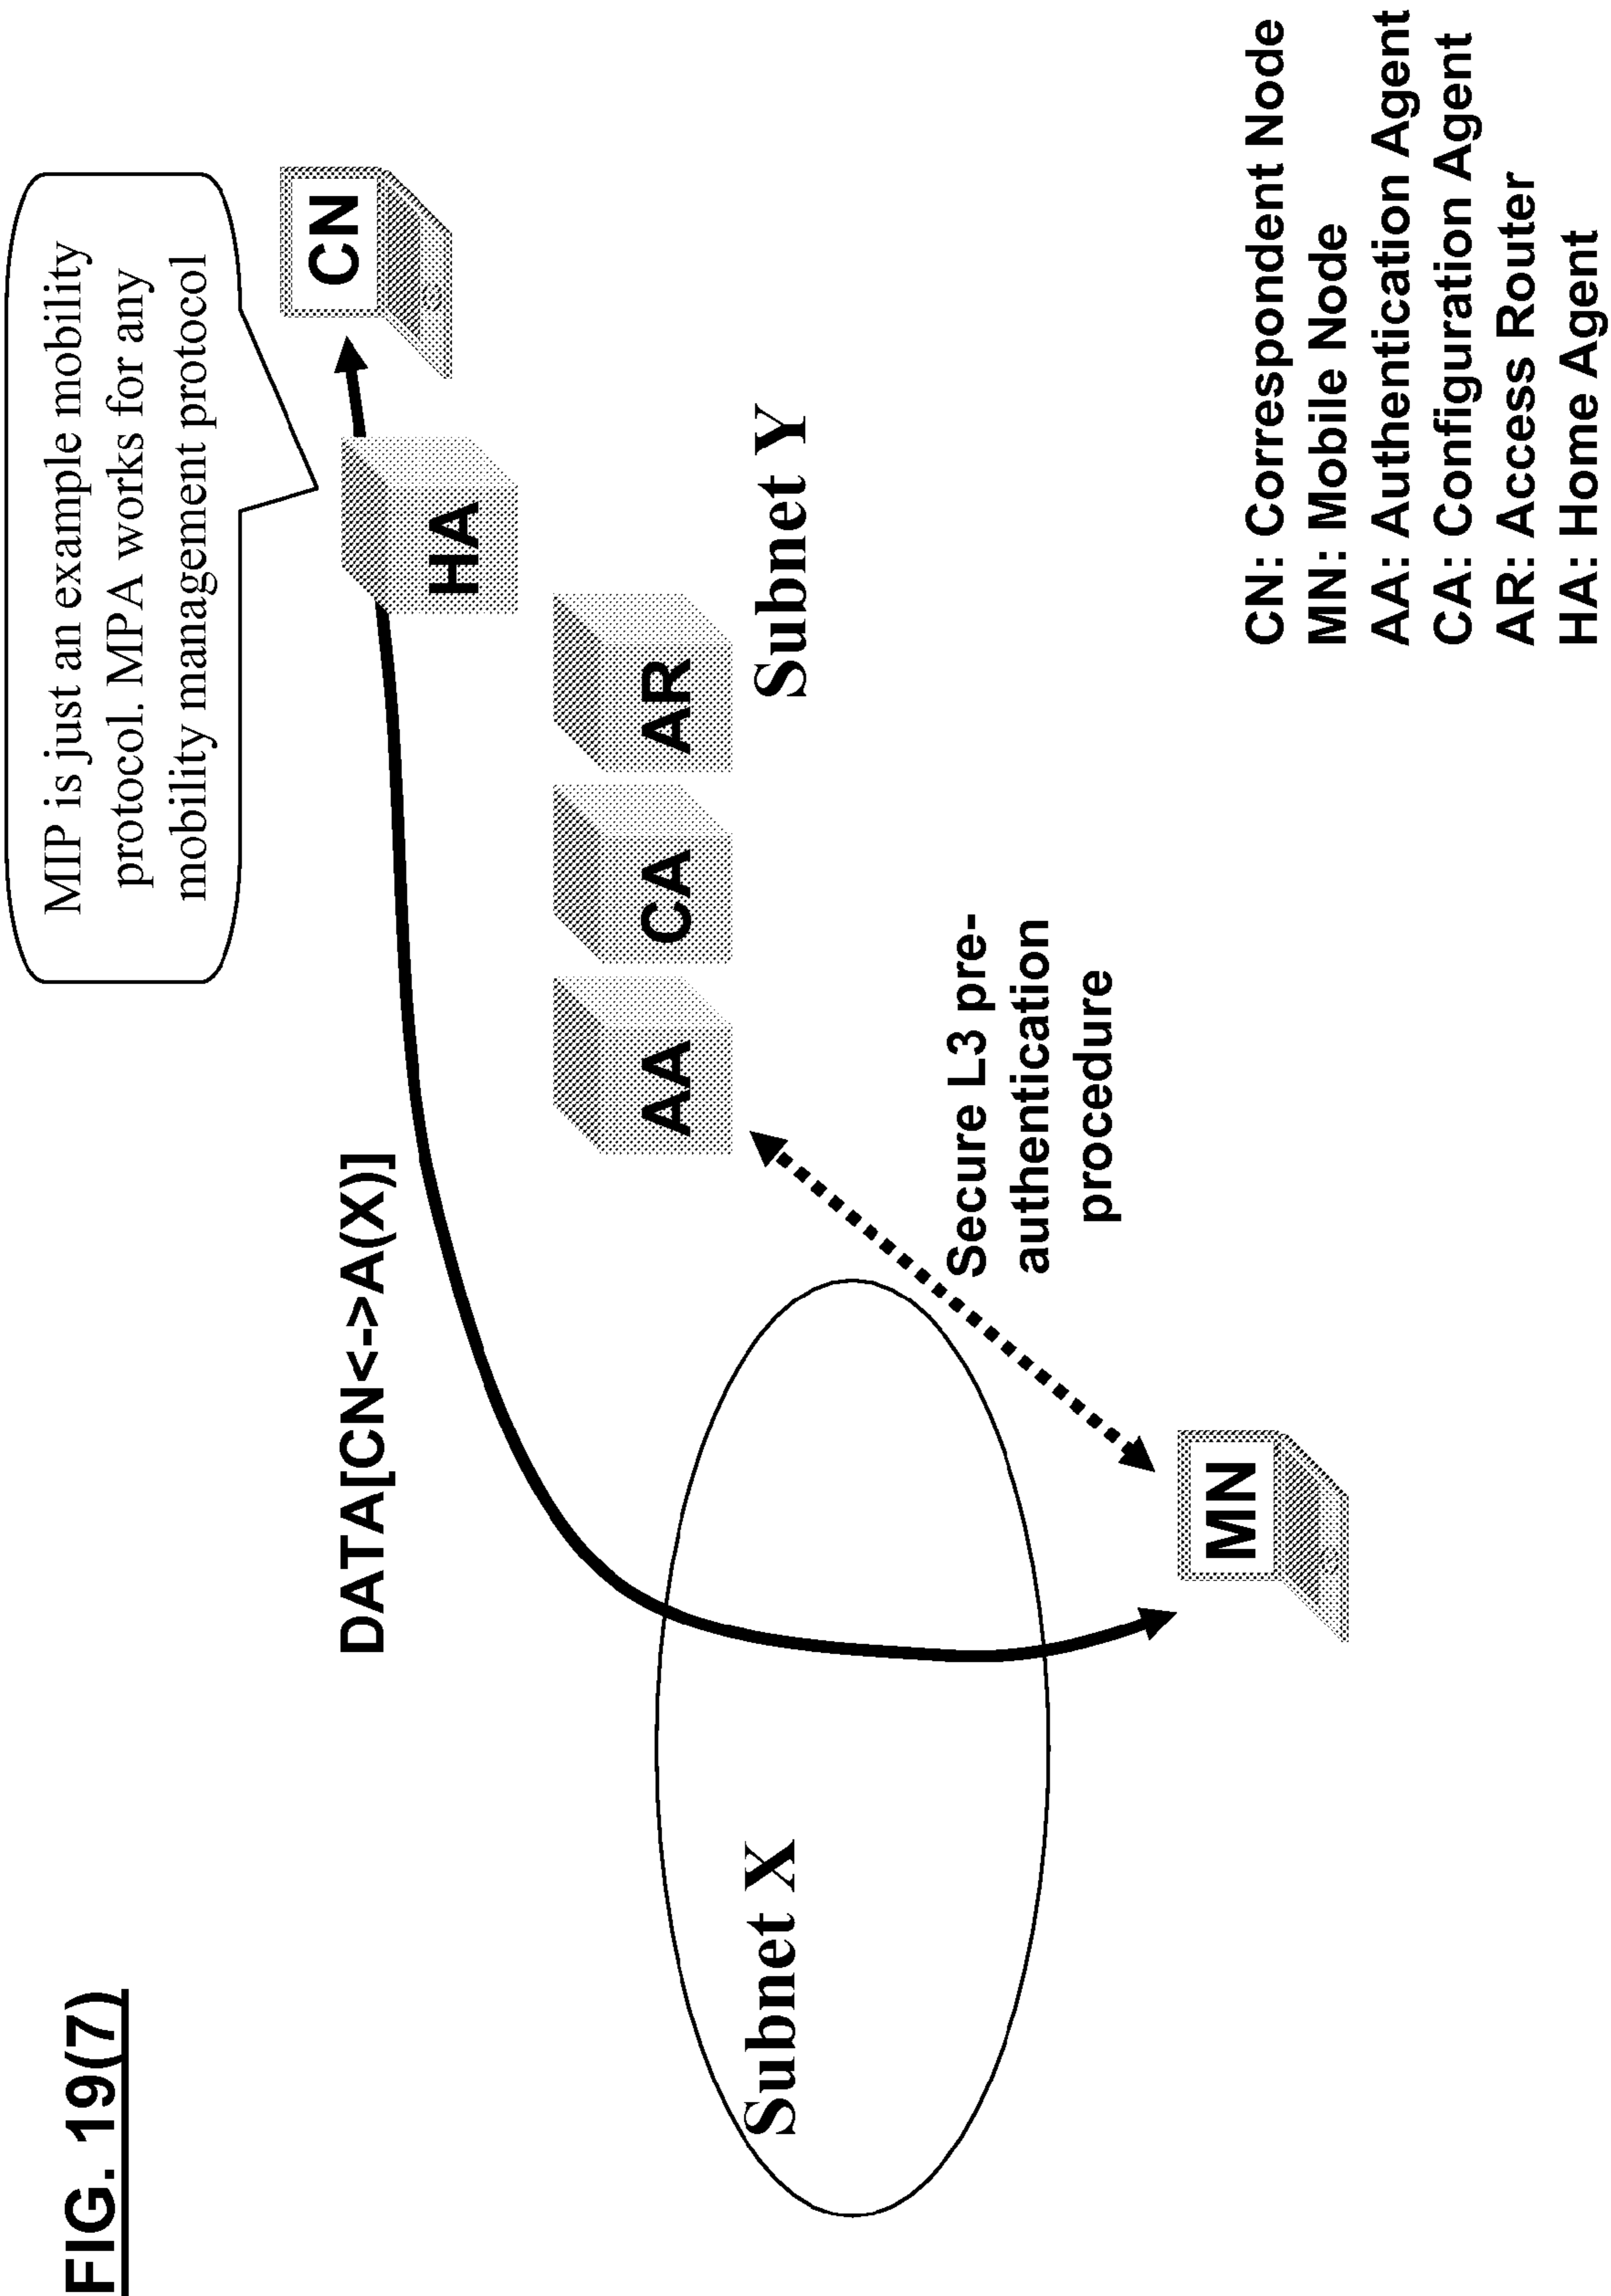 FIG. 19(7)
MIP is just an example mobility
protocol. MPA works for any
mobility management protocol
CN
DATA[CN<->A(X)]
HA
AA
CA
AR
Subnet X
Subnet Y
Secure L3 pre-
authentication
procedure
MN
CN: Correspondent Node
MN: Mobile Node
AA: Authentication Agent
CA: Configuration Agent
AR: Access Router
HA: Home Agent